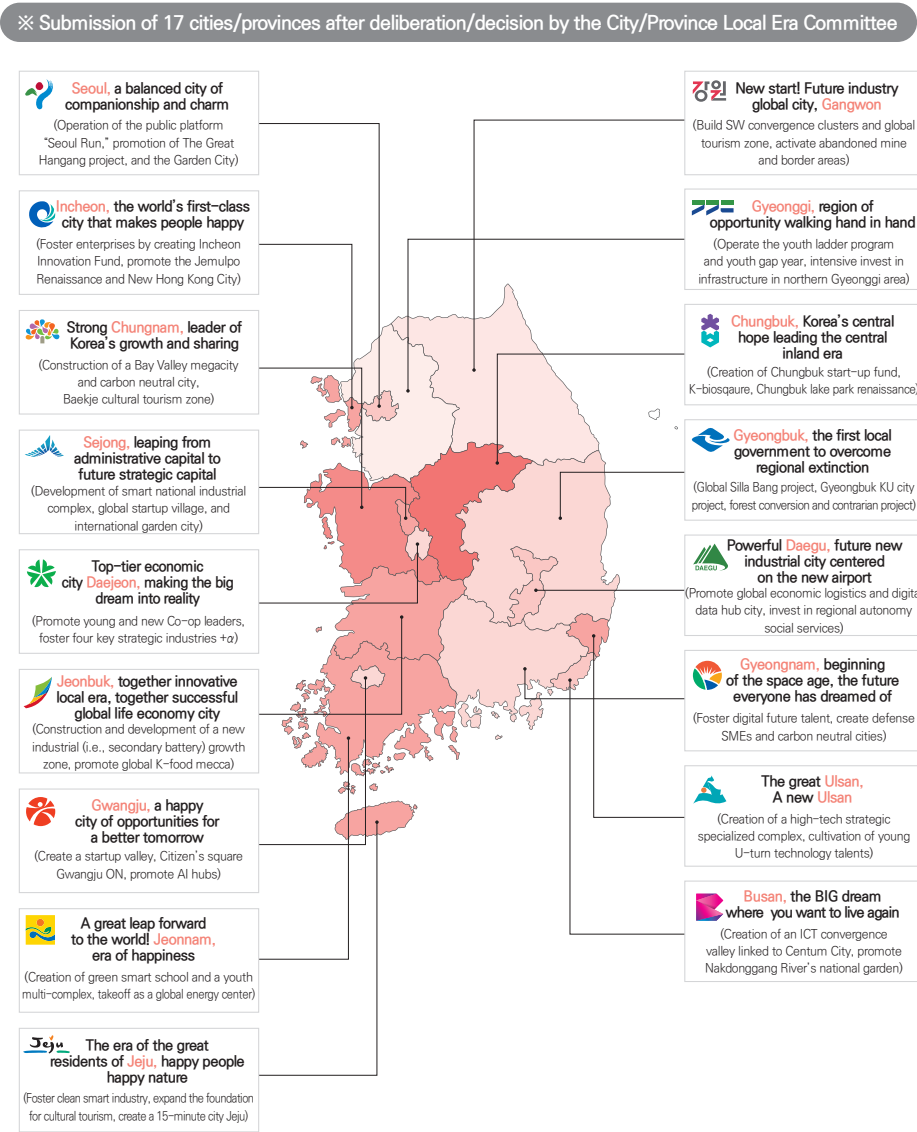 ※ Submission of 17 cities/provinces after deliberation/decision by the City/Province Local Era Committee
Seoul, a balanced city of
companionship and charm
(Operation of the public platform
“Seoul Run,” promotion of The Great
Hangang project, and the Garden City)
Incheon, the world's first-class
city that makes people happy
(Foster enterprises by creating Incheon
Innovation Fund, promote the Jemulpo
Renaissance and New Hong Kong City)
Strong Chungnam, leader of
Korea's growth and sharing
(Construction of a Bay Valley megacity
and carbon neutral city,
Baekje cultural tourism zone)
Sejong, leaping from
administrative capital to
future strategic capital
(Development of smart national industrial
complex, global startup village, and
international garden city)
Top-tier economic
city Daejeon, making the big
dream into reality
(Promote young and new Co-op leaders,
foster four key strategic industries +α)
Jeonbuk, together innovative
local era, together successful
global life economy city
(Construction and development of a new
industrial (i.e., secondary battery) growth
zone, promote global K-food mecca)
Gwangju, a happy
city of opportunities for
a better tomorrow
(Create a startup valley, Citizen's square
Gwangju ON, promote AI hubs)
A great leap forward
to the world! Jeonnam,
era of happiness
(Creation of green smart school and a youth
multi-complex, takeoff as a global energy center)
Jeju
The era of the great
residents of Jeju, happy people
happy nature
(Foster clean smart industry, expand the foundation
for cultural tourism, create a 15-minute city Jeju)
강원
New start! Future industry
global city, Gangwon
(Build SW convergence clusters and global
tourism zone, activate abandoned mine
and border areas)
Gyeonggi, region of
opportunity walking hand in hand
(Operate the youth ladder program
and youth gap year, intensive invest in
infrastructure in northern Gyeonggi area)
Chungbuk, Korea's central
hope leading the central
inland era
(Creation of Chungbuk start-up fund,
K-biosqaure, Chungbuk lake park renaissance)
Gyeongbuk, the first local
government to overcome
regional extinction
(Global Silla Bang project, Gyeongbuk KU city
project, forest conversion and contrarian project)
DAEGU
Powerful Daegu, future new
industrial city centered
on the new airport
(Promote global economic logistics and digita
data hub city, invest in regional autonomy
social services)
Gyeongnam, beginning
of the space age, the future
everyone has dreamed of
(Foster digital future talent, create defense
SMEs and carbon neutral cities)
The great Ulsan,
A new Ulsan
(Creation of a high-tech strategic
specialized complex, cultivation of young
U-turn technology talents)
Busan, the BIG dream
where you want to live again
(Creation of an ICT convergence
valley linked to Centum City, promote
Nakdonggang River's national garden)